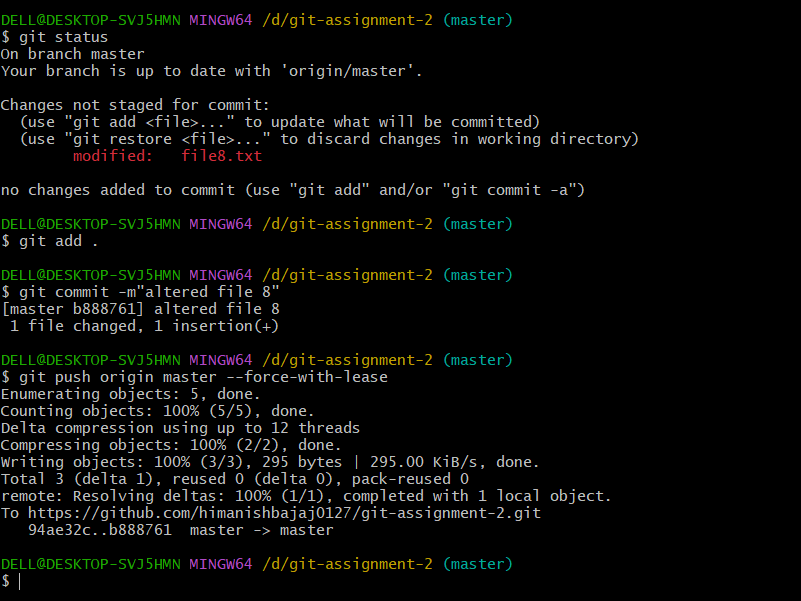 DELL@DESKTOP-SVJ5HMN MINGW64 /d/git-assignment-2 (master)
$ git status
On branch master
Your branch is up to date with 'origin/master'.

Changes not staged for commit:
  (use "git add <file>..." to update what will be committed)
  (use "git restore <file>..." to discard changes in working directory)
        modified:   file8.txt

no changes added to commit (use "git add" and/or "git commit -a")

DELL@DESKTOP-SVJ5HMN MINGW64 /d/git-assignment-2 (master)
$ git add .

DELL@DESKTOP-SVJ5HMN MINGW64 /d/git-assignment-2 (master)
$ git commit -m"altered file 8"
[master b888761] altered file 8
 1 file changed, 1 insertion(+)

DELL@DESKTOP-SVJ5HMN MINGW64 /d/git-assignment-2 (master)
$ git push origin master --force-with-lease
Enumerating objects: 5, done.
Counting objects: 100% (5/5), done.
Delta compression using up to 12 threads
Compressing objects: 100% (2/2), done.
Writing objects: 100% (3/3), 295 bytes | 295.00 KiB/s, done.
Total 3 (delta 1), reused 0 (delta 0), pack-reused 0
remote: Resolving deltas: 100% (1/1), completed with 1 local object.
To https://github.com/himanishbajaj0127/git-assignment-2.git
   94ae32c..b888761  master -> master

DELL@DESKTOP-SVJ5HMN MINGW64 /d/git-assignment-2 (master)
$